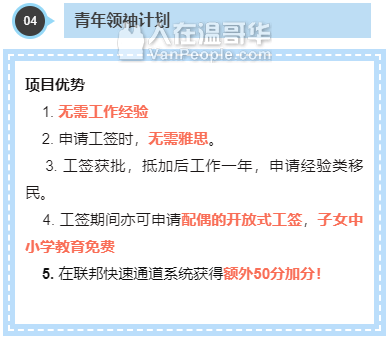 04 青年领袖计划
人在温哥华
VanPeople.com
项目优势
1. 无需工作经验
2. 申请工签时，无需雅思。
3. 工签获批，抵加后工作一年，申请经验类移
民。
4. 工签期间亦可申请配偶的开放式工签，子女中
小学教育免费
5. 在联邦快速通道系统获得额外50分加分！